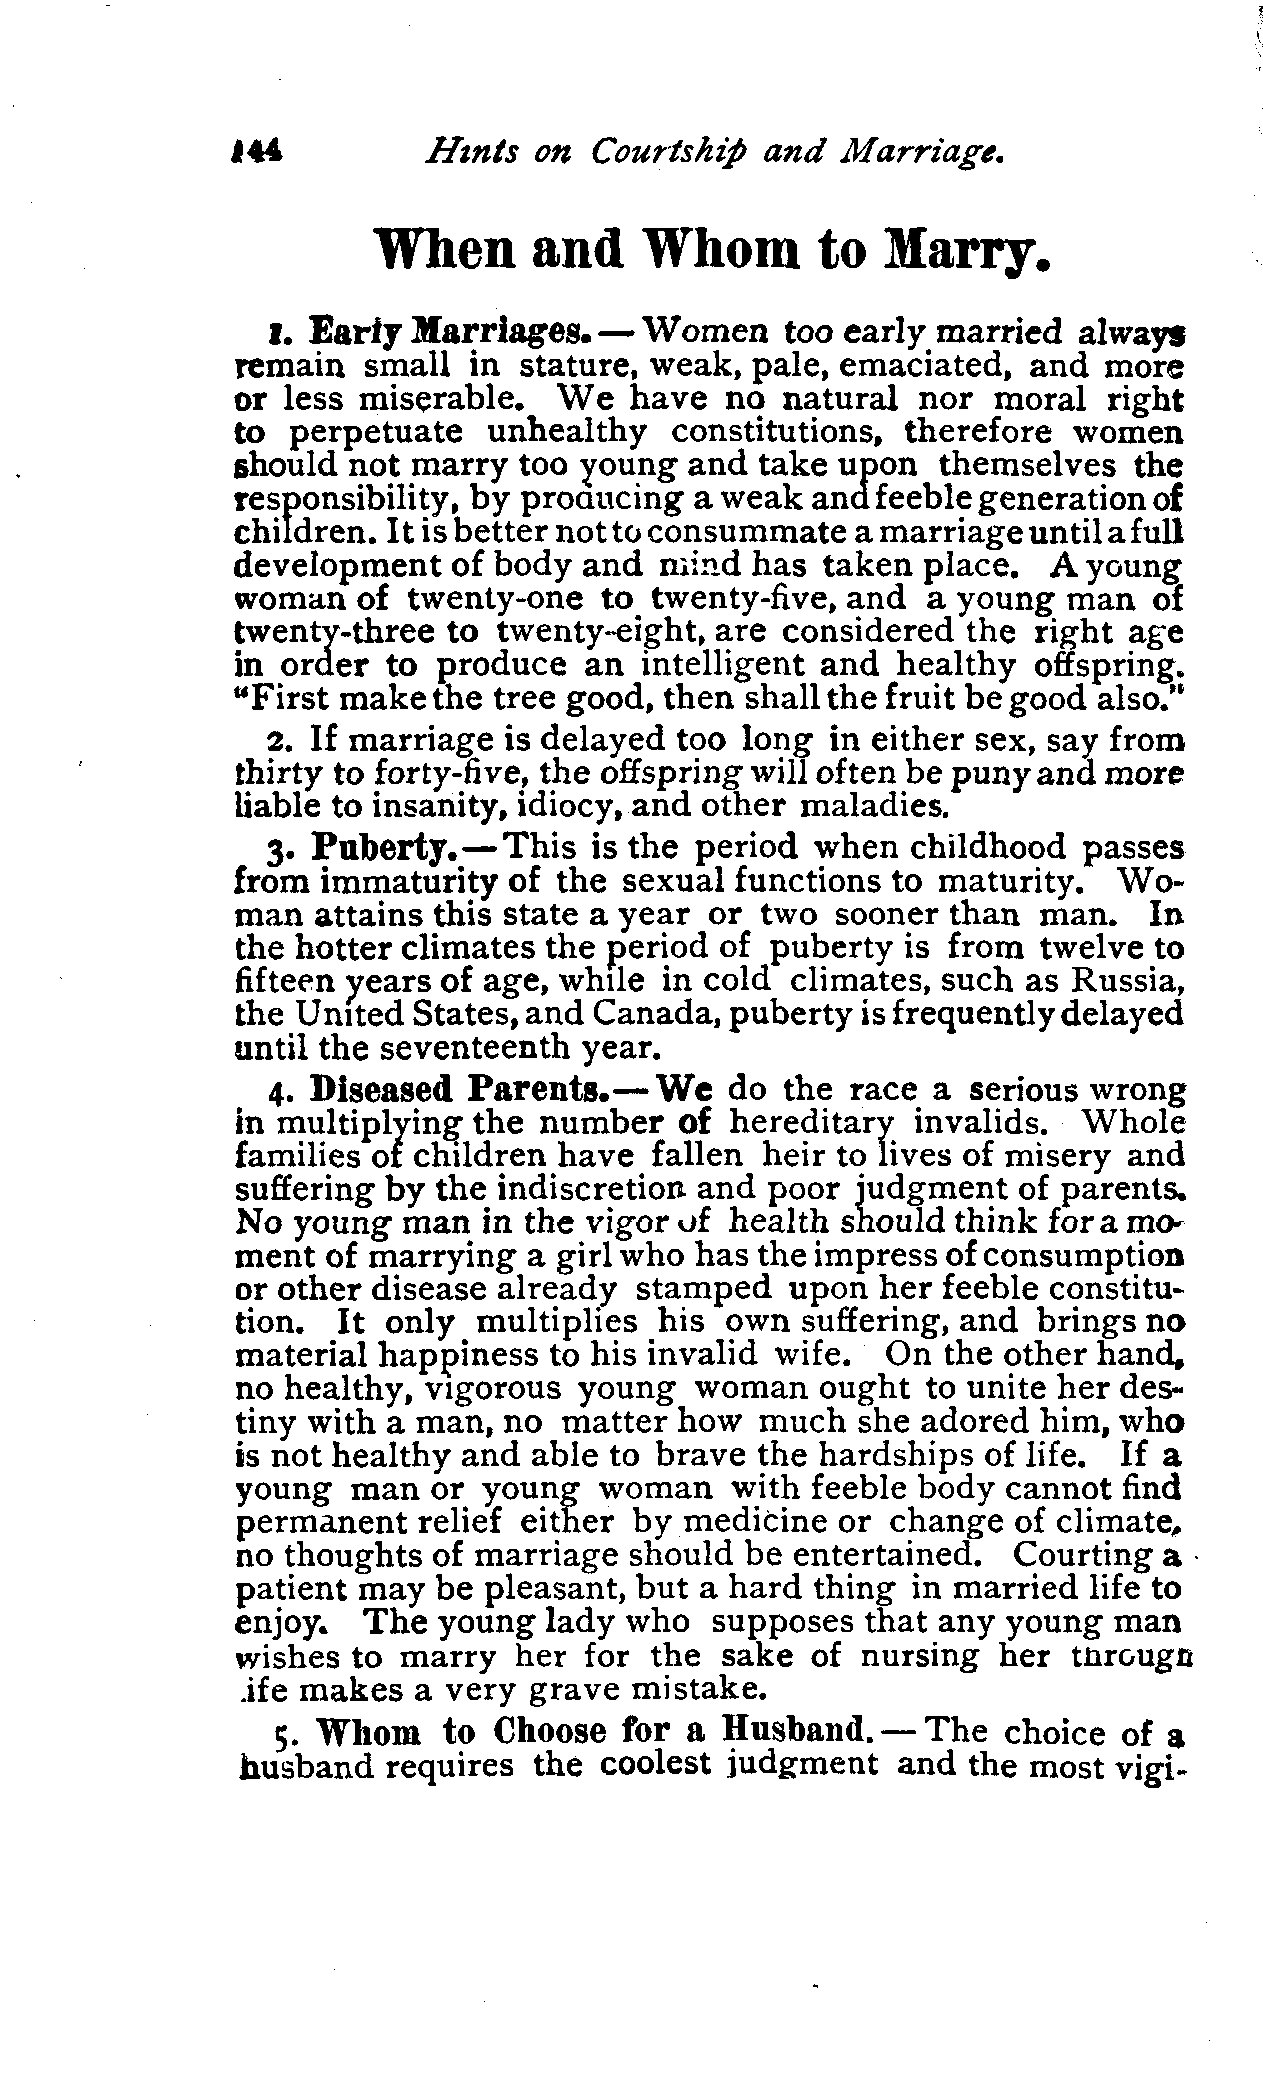 144 Hints on Courtship and Marriage.
When and Whom to Marry.
1. Early Marriages. — Women too early married always
remain small in stature, weak, pale, emaciated, and more
or less miserable. We have no natural nor moral right
to perpetuate unhealthy constitutions, therefore women
should not marry too young and take upon themselves the
responsibility, by producing a weak and feeble generation of
children. It is better not to consummate a marriage until a full
development of body and mind has taken place. A young
woman of twenty-one to twenty-five, and a young man of
twenty-three to twenty-eight, are considered the right age
in order to produce an intelligent and healthy offspring.
"First make the tree good, then shall the fruit be good also."
2. If marriage is delayed too long in either sex, say from
thirty to forty-five, the offspring will often be puny and more
liable to insanity, idiocy, and other maladies.
3. Puberty.—This is the period when childhood passes
from immaturity of the sexual functions to maturity. Wo-
man attains this state a year or two sooner than man. In
the hotter climates the period of puberty is from twelve to
fifteen years of age, while in cold climates, such as Russia,
the United States, and Canada, puberty is frequently delayed
until the seventeenth year.
4. Diseased Parents.—We do the race a serious wrong
in multiplying the number of hereditary invalids. Whole
families of children have fallen heir to lives of misery and
suffering by the indiscretion and poor judgment of parents.
No young man in the vigor of health should think for a mo-
ment of marrying a girl who has the impress of consumption
or other disease already stamped upon her feeble constitu-
tion. It only multiplies his own suffering, and brings no
material happiness to his invalid wife. On the other hand,
no healthy, vigorous young woman ought to unite her des-
tiny with a man, no matter how much she adored him, who
is not healthy and able to brave the hardships of life. If a
young man or young woman with feeble body cannot find
permanent relief either by medicine or change of climate,
no thoughts of marriage should be entertained. Courting a
patient may be pleasant, but a hard thing in married life to
enjoy. The young lady who supposes that any young man
wishes to marry her for the sake of nursing her through
life makes a very grave mistake.
5. Whom to Choose for a Husband. — The choice of a
husband requires the coolest judgment and the most vigi-